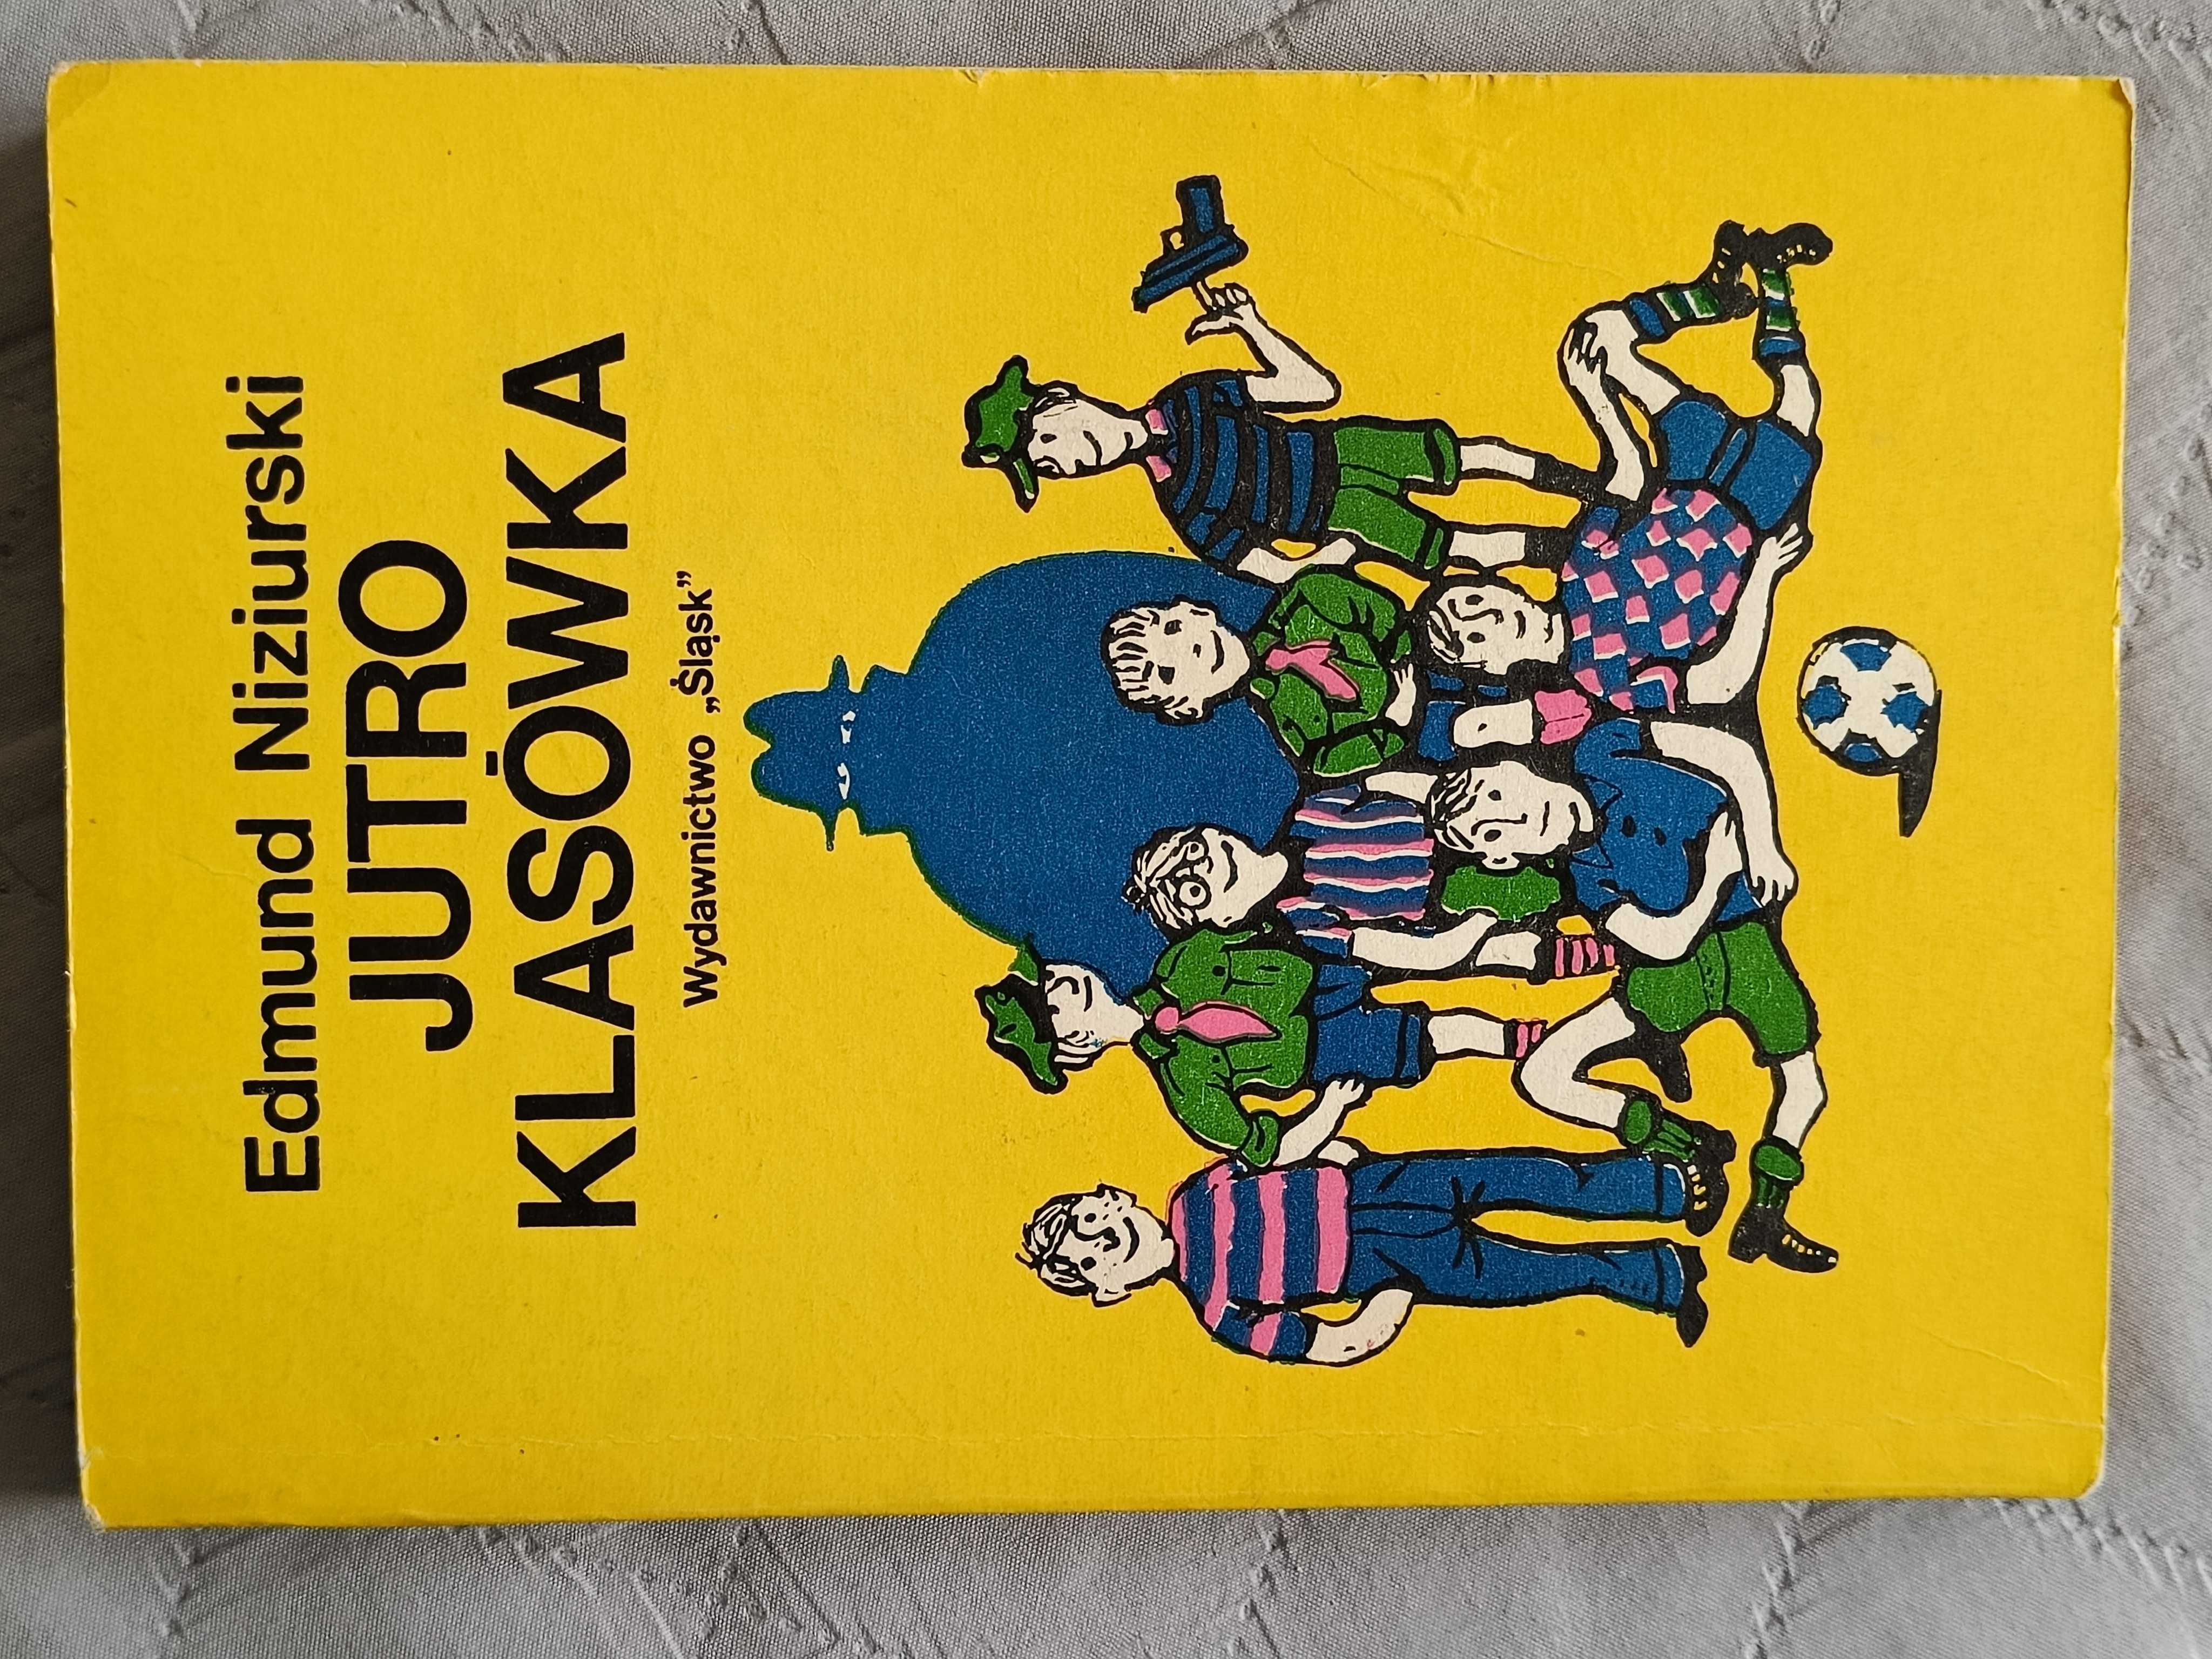 Edmund Niziurski
JUTRO
KLASÓWKA
Wydawnictwo „Śląsk”